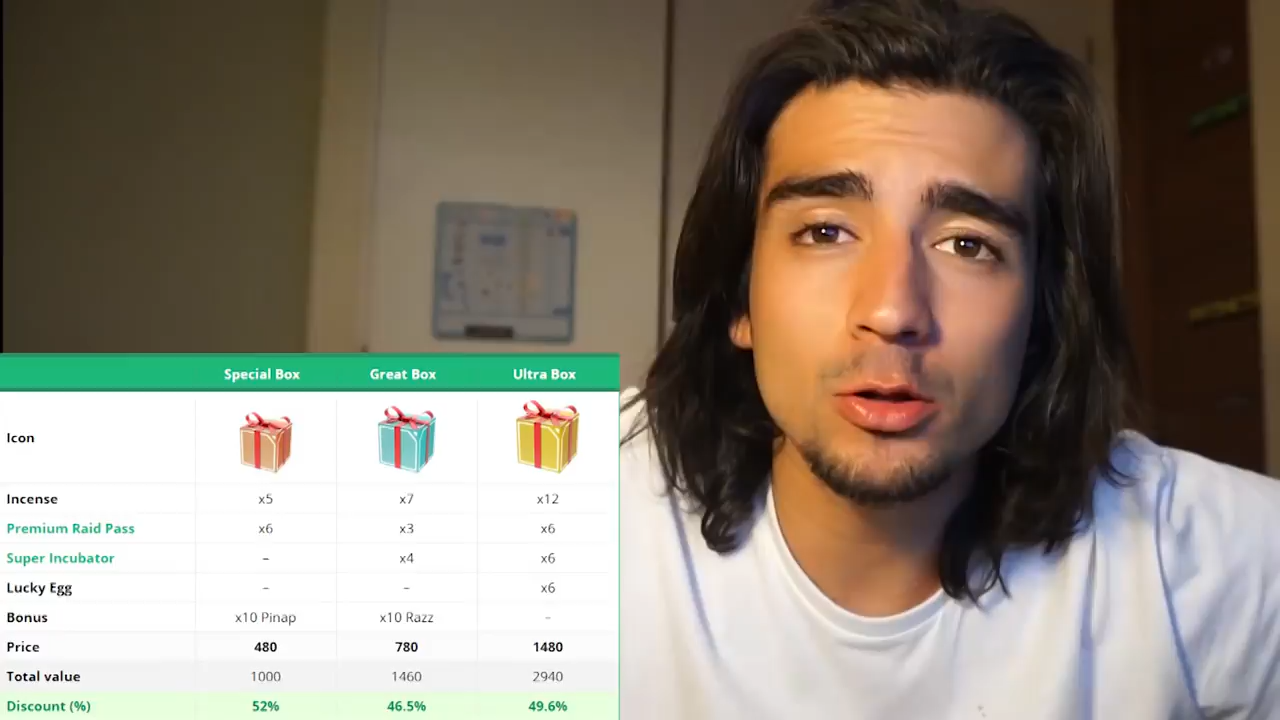 Special Box Great Box Ultra Box
Icon
Incense x5 x7 x12
Premium Raid Pass x6 x3 x6
Super Incubator – x4 x6
Lucky Egg – – x6
Bonus x10 Pinap x10 Razz –
Price 480 780 1480
Total value 1000 1460 2940
Discount (%) 52% 46.5% 49.6%